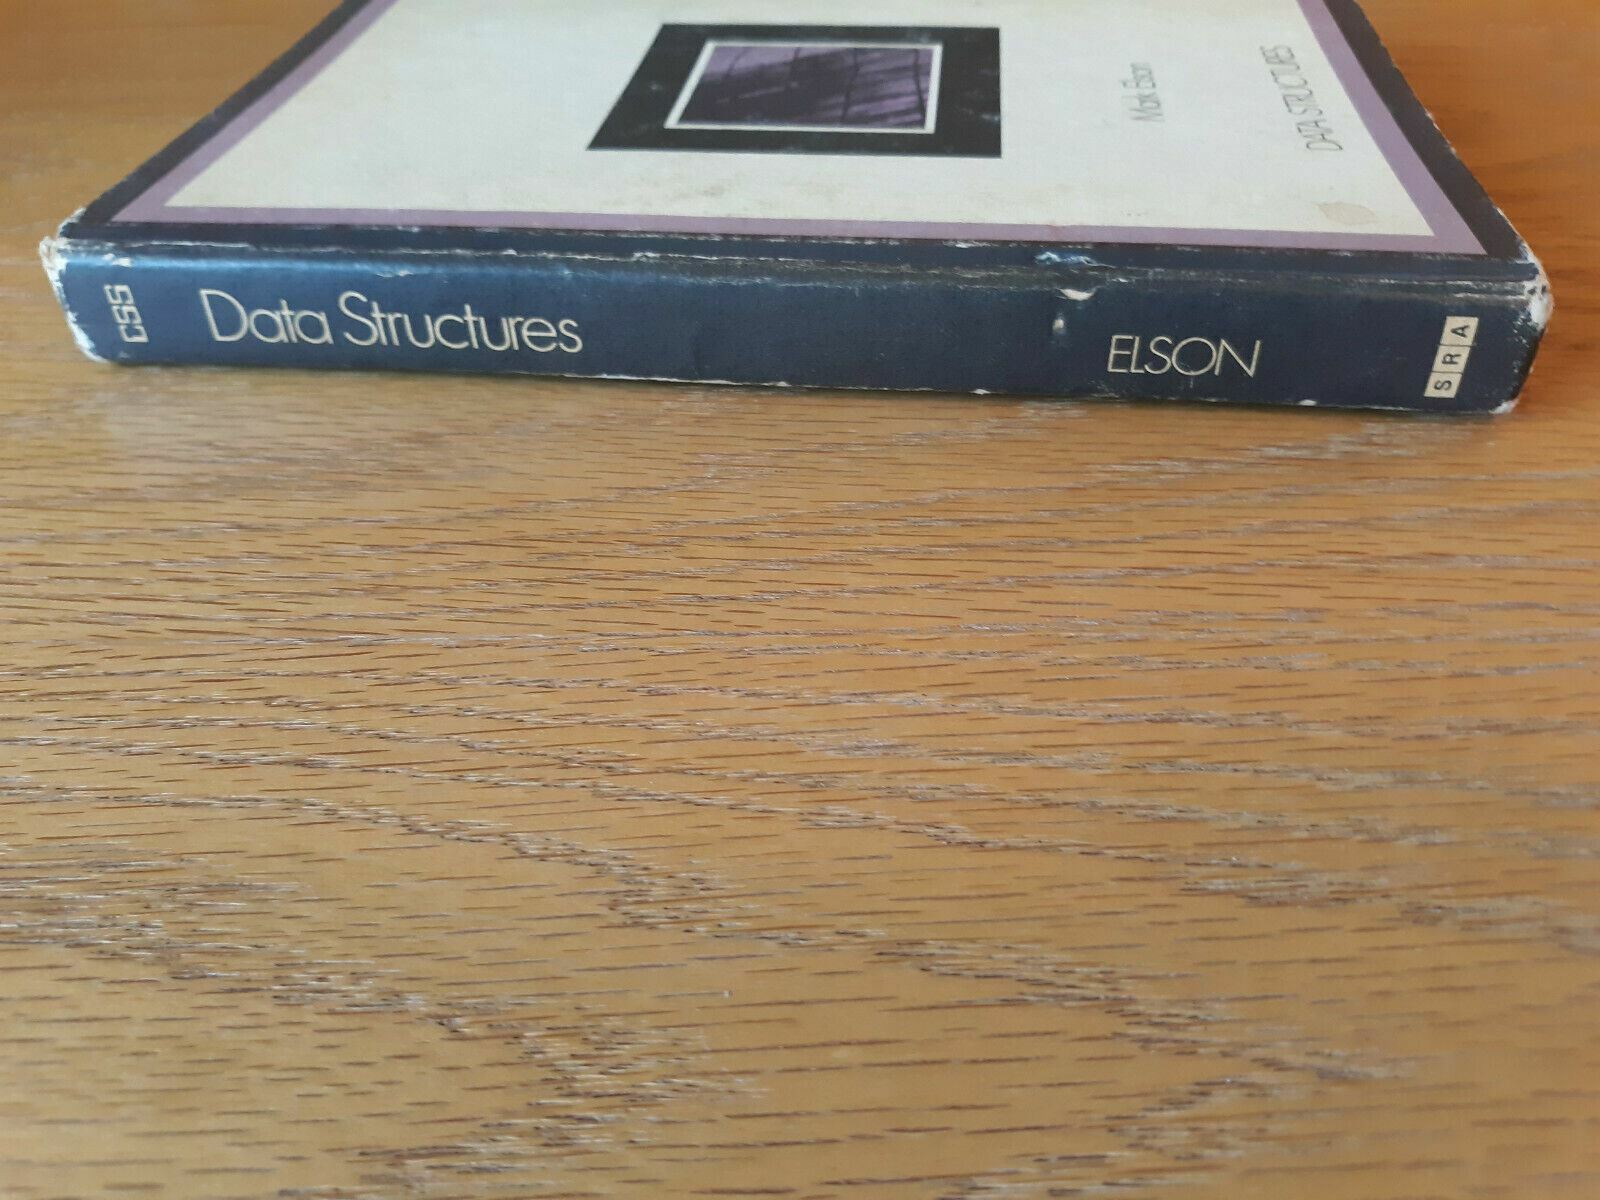 Mark Elson
DATA STRUCTURES
CSS
Data Structures
ELSON
SRA